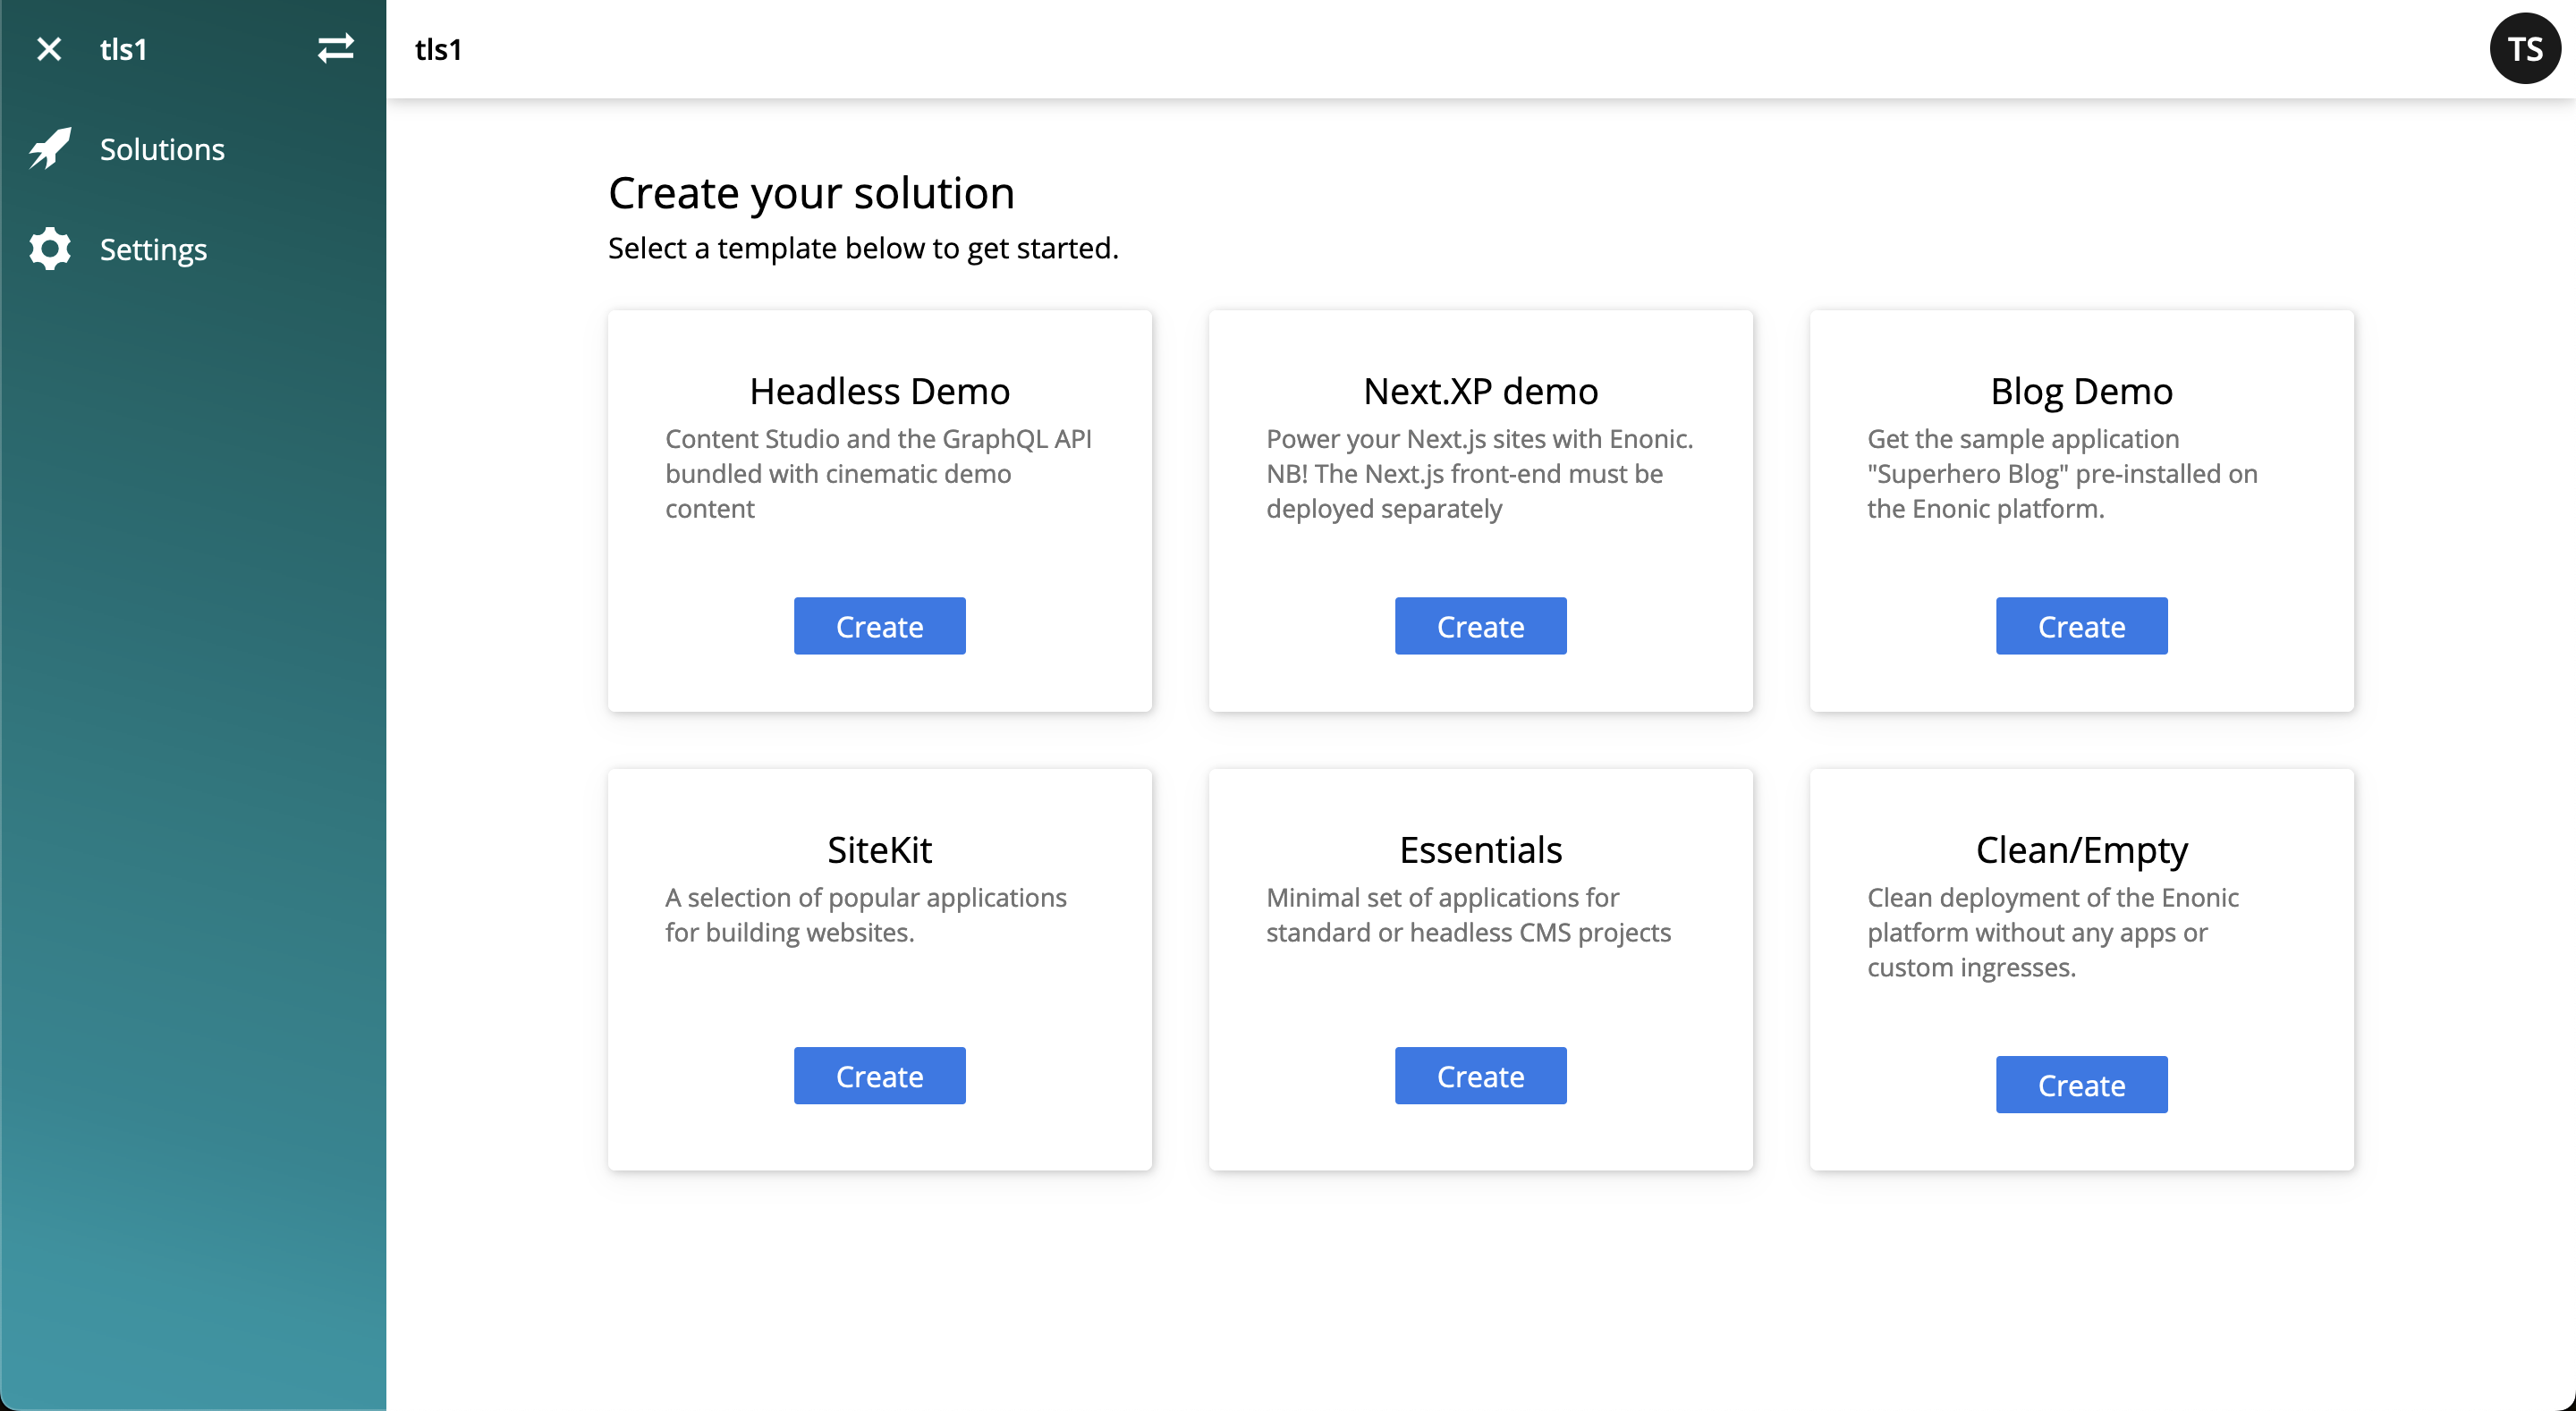 tls1
Solutions
Settings
tls1
TS
Create your solution
Select a template below to get started.
Headless Demo
Content Studio and the GraphQL API
bundled with cinematic demo
content
Create
Next.XP demo
Power your Next.js sites with Enonic.
NB! The Next.js front-end must be
deployed separately
Create
Blog Demo
Get the sample application
"Superhero Blog" pre-installed on
the Enonic platform.
Create
SiteKit
A selection of popular applications
for building websites.
Create
Essentials
Minimal set of applications for
standard or headless CMS projects
Create
Clean/Empty
Clean deployment of the Enonic
platform without any apps or
custom ingresses.
Create